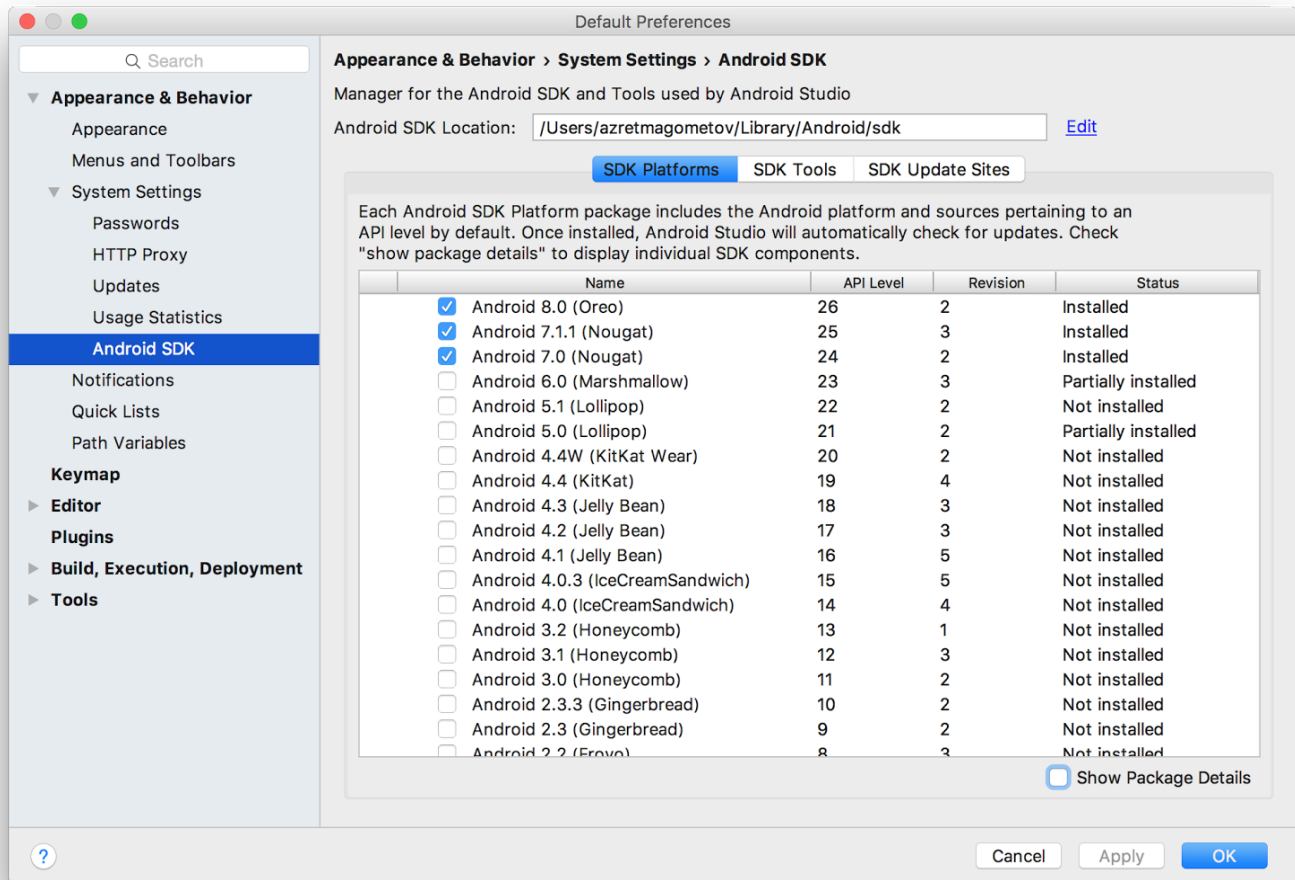 Default Preferences
Search
Appearance & Behavior
Appearance
Menus and Toolbars
System Settings
Passwords
HTTP Proxy
Updates
Usage Statistics
Android SDK
Notifications
Quick Lists
Path Variables
Keymap
Editor
Plugins
Build, Execution, Deployment
Tools
Appearance & Behavior › System Settings › Android SDK
Manager for the Android SDK and Tools used by Android Studio
Android SDK Location: /Users/azretmagometov/Library/Android/sdk Edit
SDK Platforms SDK Tools SDK Update Sites
Each Android SDK Platform package includes the Android platform and sources pertaining to an
API level by default. Once installed, Android Studio will automatically check for updates. Check
"show package details" to display individual SDK components.
Name API Level Revision Status
Android 8.0 (Oreo) 26 2 Installed
Android 7.1.1 (Nougat) 25 3 Installed
Android 7.0 (Nougat) 24 2 Installed
Android 6.0 (Marshmallow) 23 3 Partially installed
Android 5.1 (Lollipop) 22 2 Not installed
Android 5.0 (Lollipop) 21 2 Partially installed
Android 4.4W (KitKat Wear) 20 2 Not installed
Android 4.4 (KitKat) 19 4 Not installed
Android 4.3 (Jelly Bean) 18 3 Not installed
Android 4.2 (Jelly Bean) 17 3 Not installed
Android 4.1 (Jelly Bean) 16 5 Not installed
Android 4.0.3 (IceCreamSandwich) 15 5 Not installed
Android 4.0 (IceCreamSandwich) 14 4 Not installed
Android 3.2 (Honeycomb) 13 1 Not installed
Android 3.1 (Honeycomb) 12 3 Not installed
Android 3.0 (Honeycomb) 11 2 Not installed
Android 2.3.3 (Gingerbread) 10 2 Not installed
Android 2.3 (Gingerbread) 9 2 Not installed
Android 2.2 (Froyo) 8 3 Not installed
Show Package Details
? Cancel Apply OK